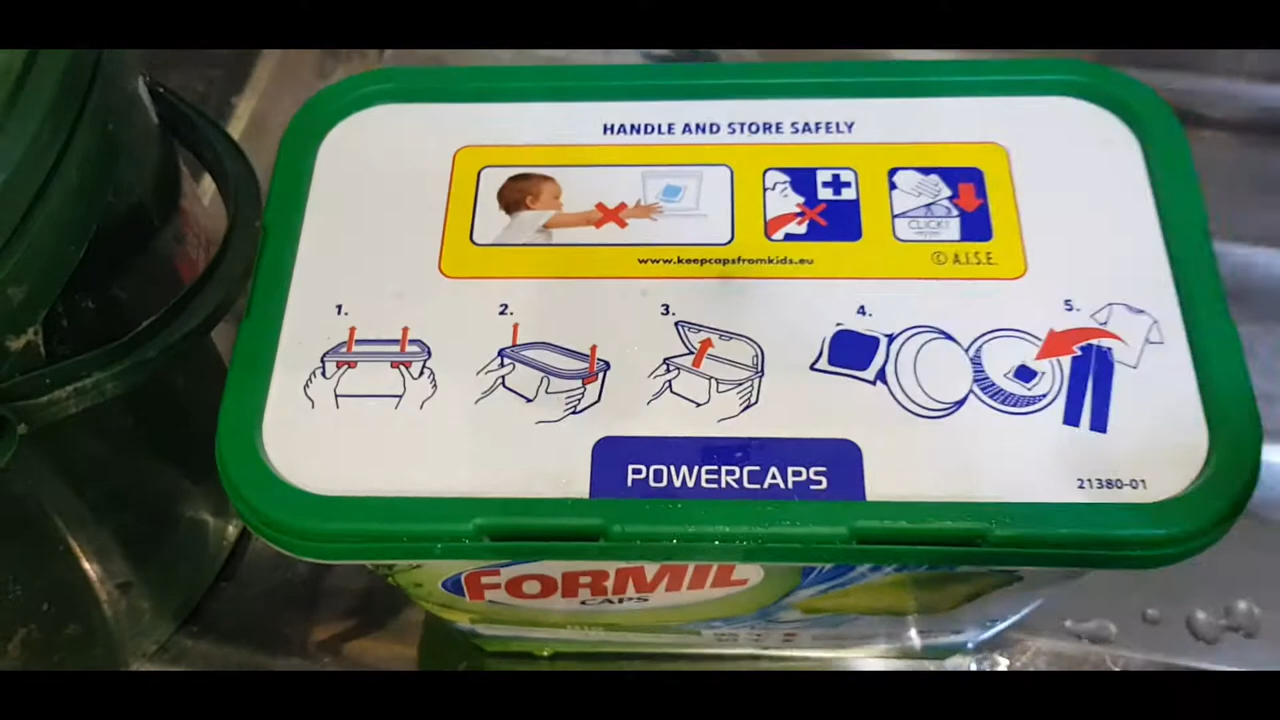 HANDLE AND STORE SAFELY
CLICK!
www.keepcapsfromkids.eu
© A.I.S.E.
1.
2.
3.
4.
5.
POWERCAPS
21380-01
FORMIL
CAPS